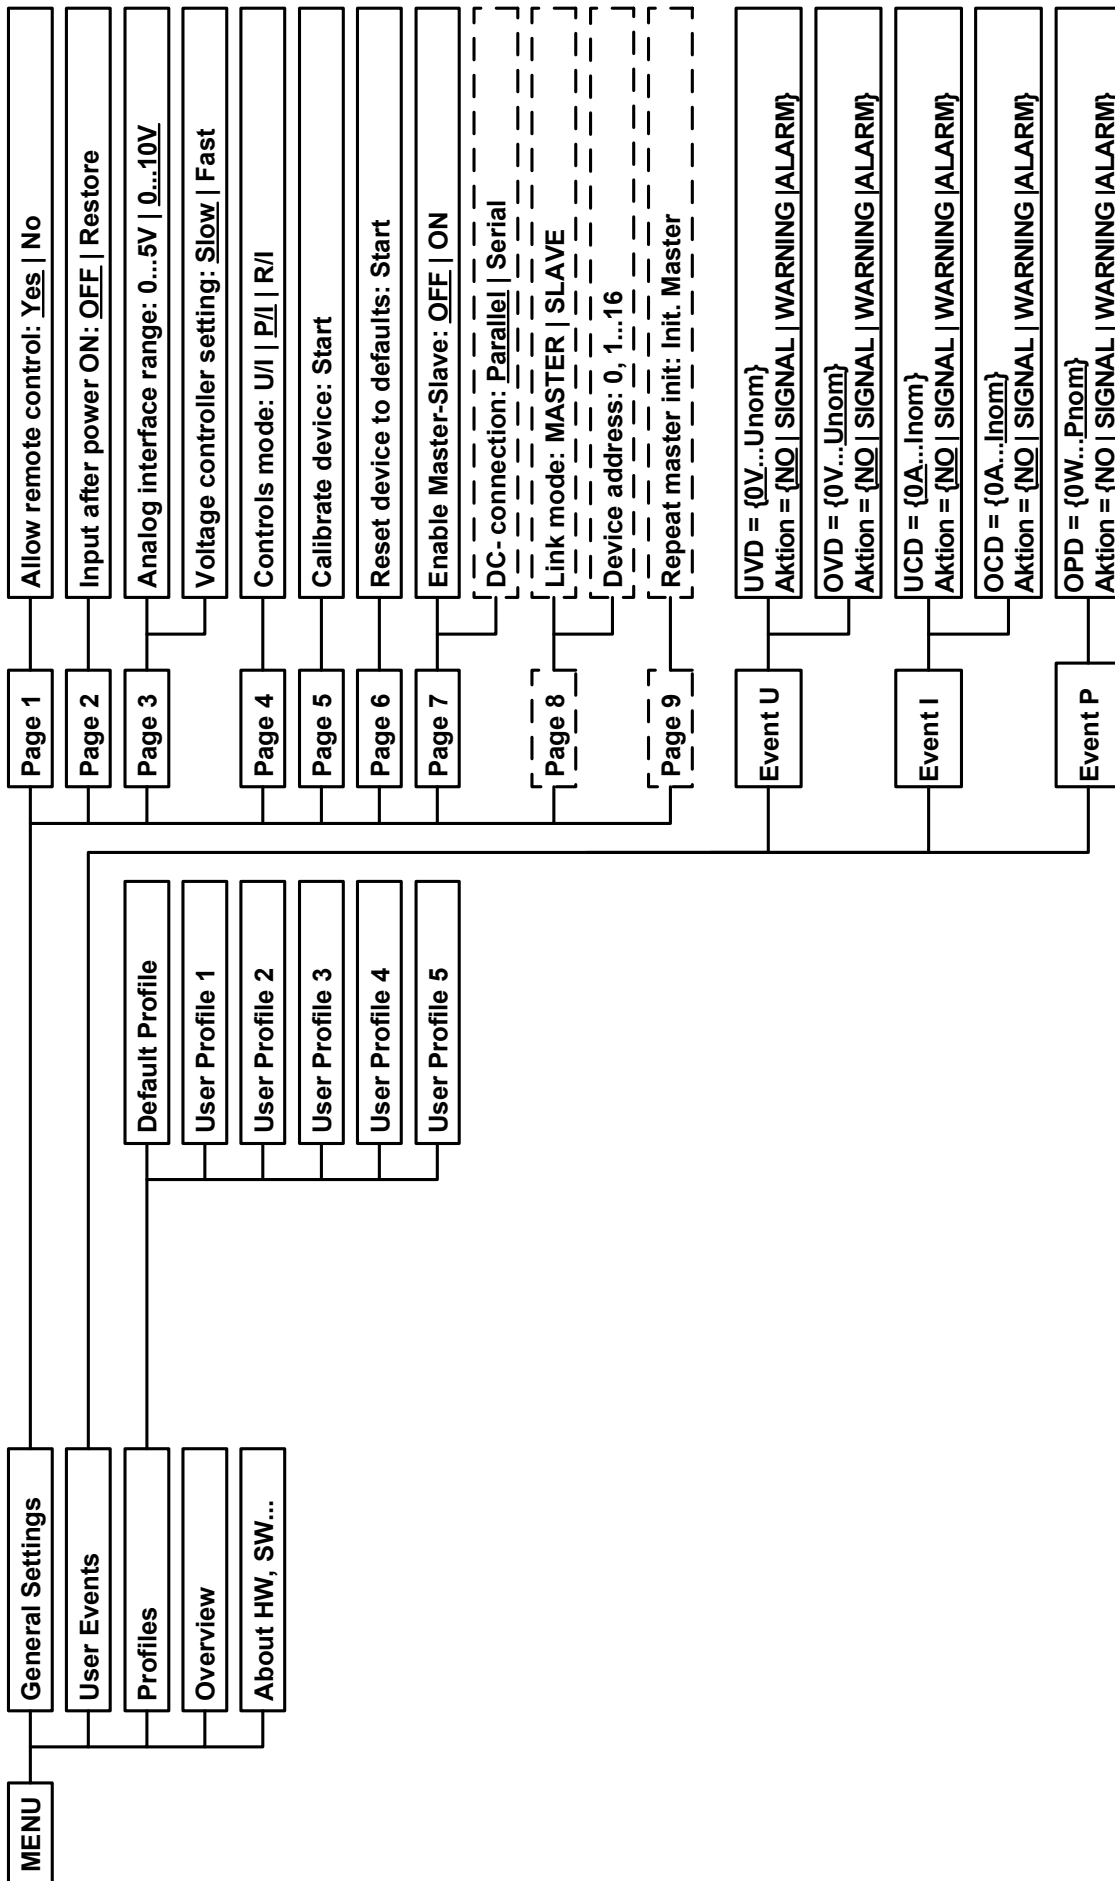 MENU
General Settings
User Events
Profiles
Overview
About HW, SW...
Default Profile
User Profile 1
User Profile 2
User Profile 3
User Profile 4
User Profile 5
Page 1
Allow remote control: Yes | No
Page 2
Input after power ON: OFF | Restore
Page 3
Analog interface range: 0...5V | 0...10V
Voltage controller setting: Slow | Fast
Page 4
Controls mode: U/I | P/I | R/I
Page 5
Calibrate device: Start
Page 6
Reset device to defaults: Start
Page 7
Enable Master-Slave: OFF | ON
DC- connection: Parallel | Serial
Page 8
Link mode: MASTER | SLAVE
Device address: 0, 1...16
Page 9
Repeat master init: Init. Master
Event U
UVD = {0V...Unom}
Aktion = {NO | SIGNAL | WARNING |ALARM}
OVD = {0V...Unom}
Aktion = {NO | SIGNAL | WARNING |ALARM}
Event I
UCD = {0A...Inom}
Aktion = {NO | SIGNAL | WARNING |ALARM}
OCD = {0A...Inom}
Aktion = {NO | SIGNAL | WARNING |ALARM}
Event P
OPD = {0W...Pnom}
Aktion = {NO | SIGNAL | WARNING |ALARM}